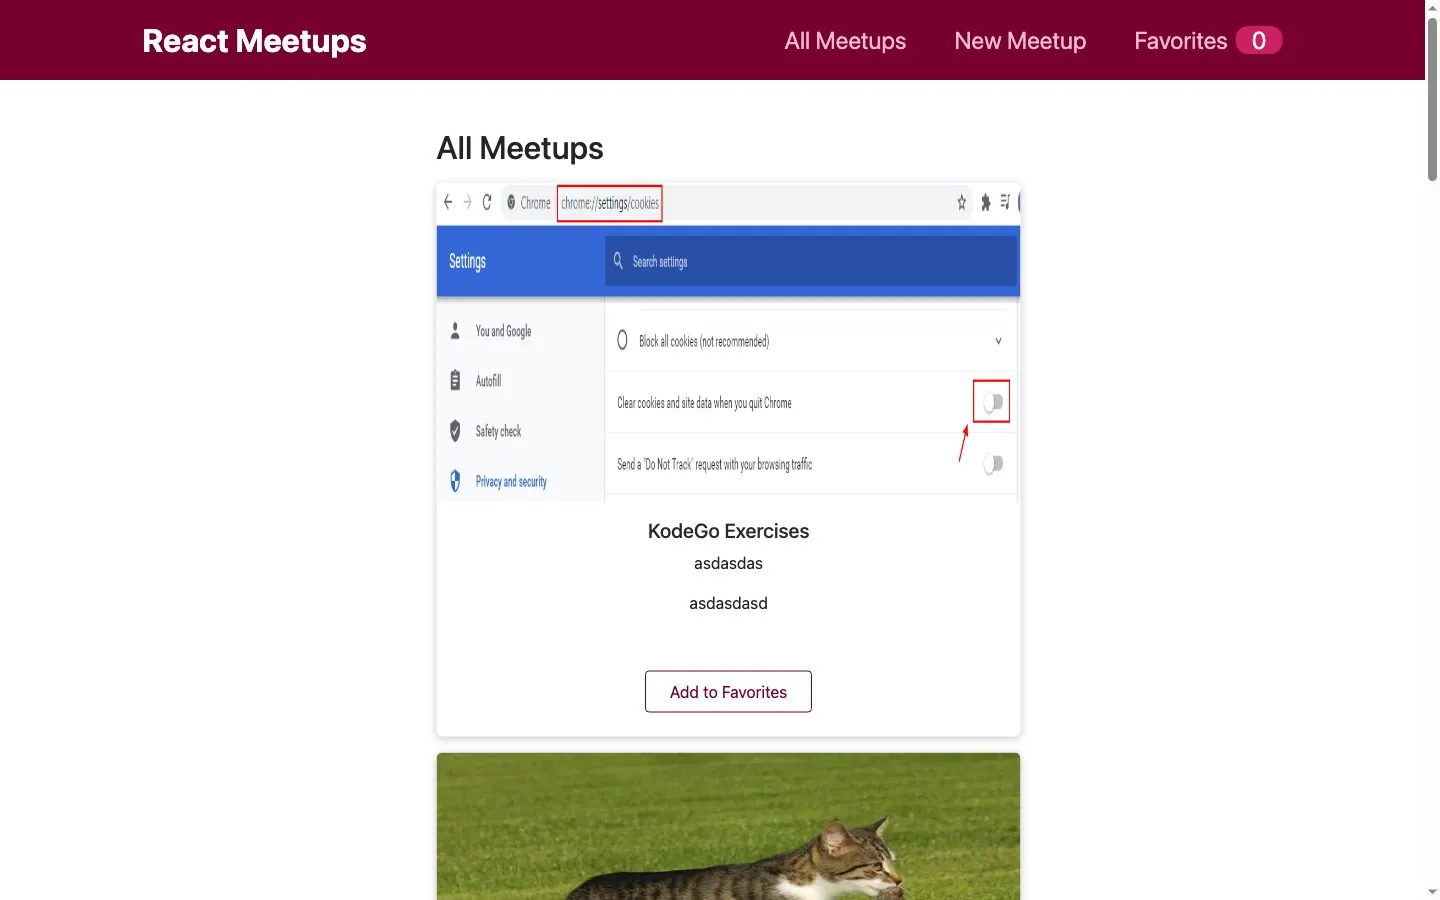 React Meetups
All Meetups
New Meetup
Favorites 0
All Meetups
Chrome chrome://settings/cookies
Settings
Search settings
You and Google
Block all cookies (not recommended)
Autofill
Clear cookies and site data when you quit Chrome
Safety check
Send a "Do Not Track" request with your browsing traffic
Privacy and security
KodeGo Exercises
asdasdas
asdasdasd
Add to Favorites